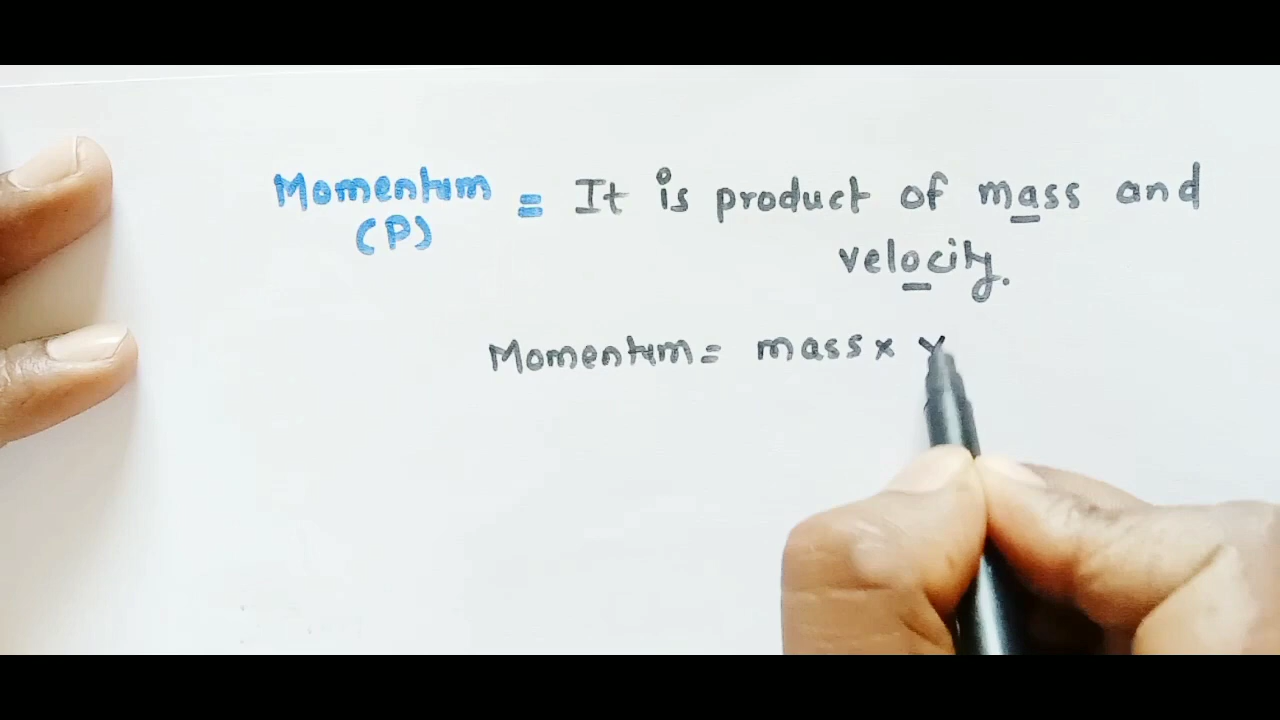 Momentum = It is product of mass and
(P)
velocity.
Momentum = mass x v